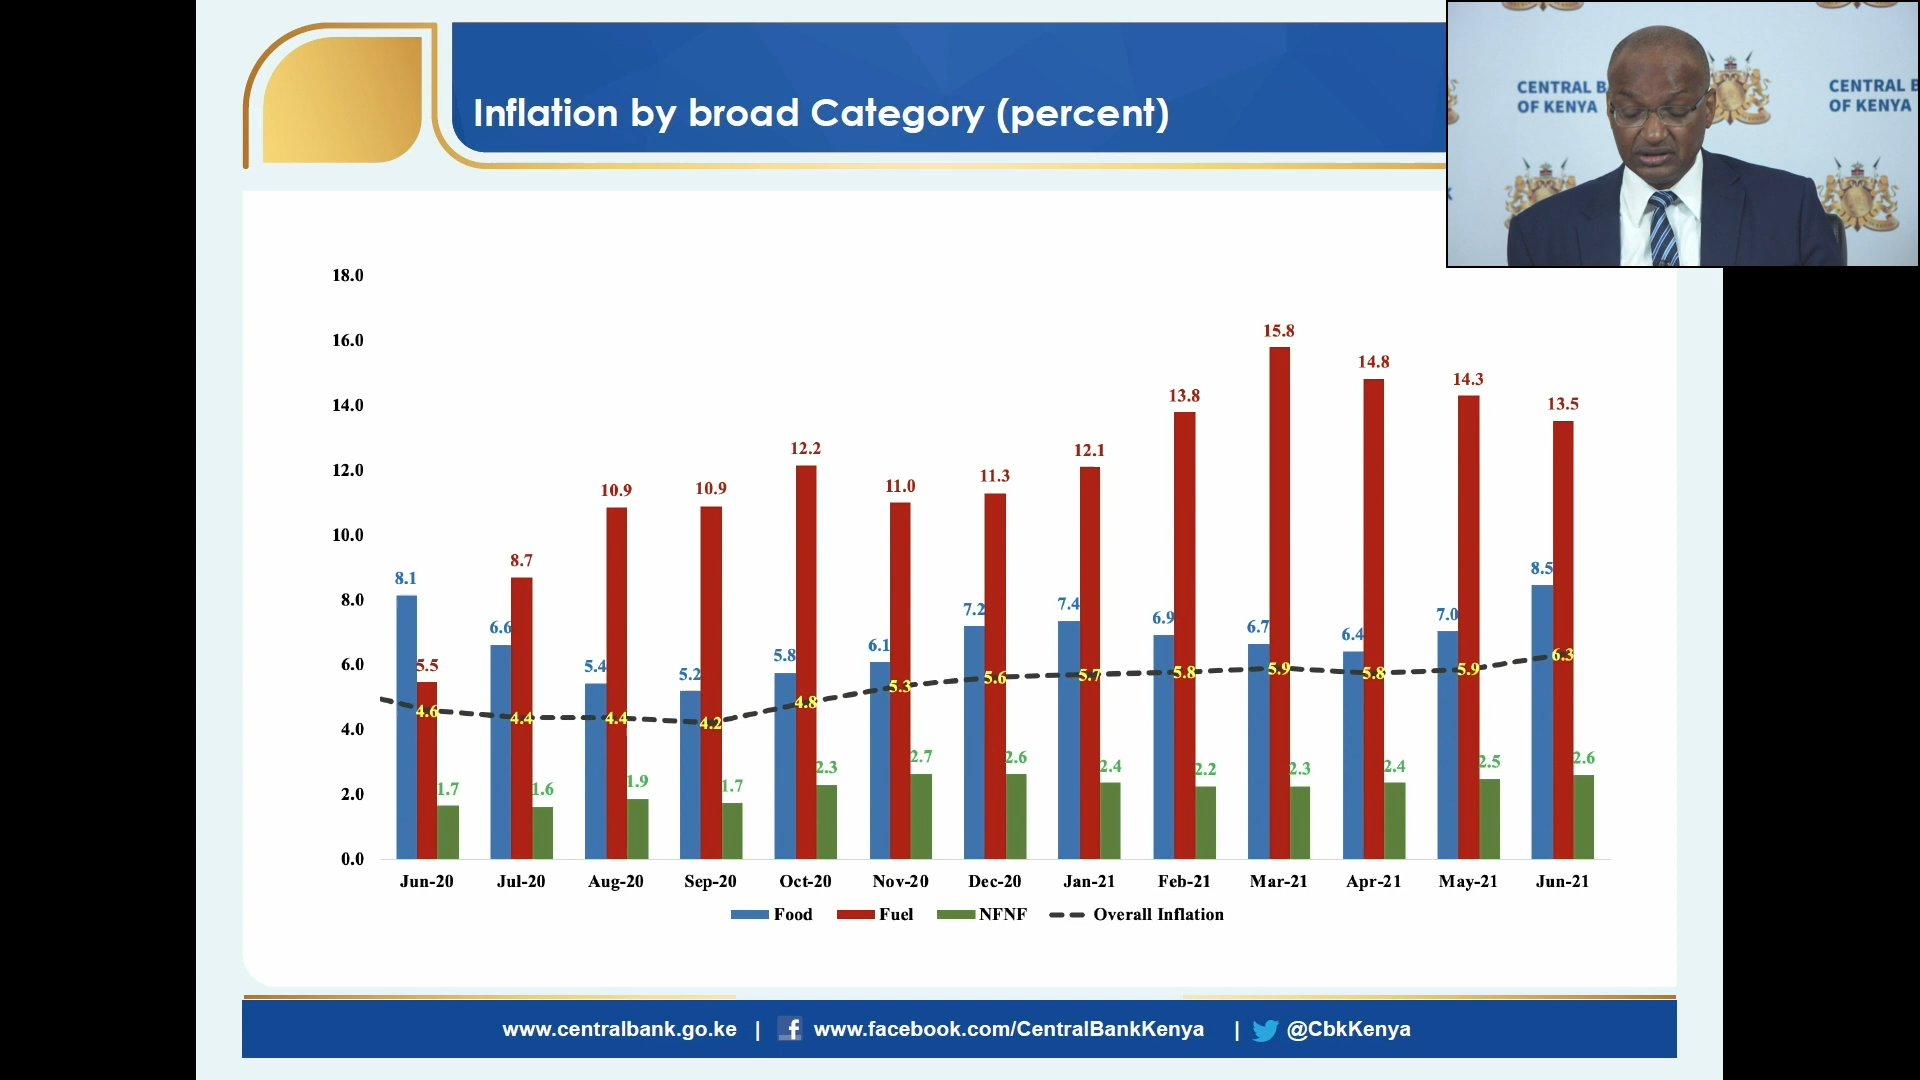 Inflation by broad Category (percent)
CENTRAL B
OF KENYA
CENTRAL B
OF KENYA
18.0
16.0
14.0
12.0
10.0
8.0
6.0
4.0
2.0
0.0
8.1 5.5 4.6 1.7
6.6 8.7 4.4 1.6
5.4 10.9 4.4 1.9
5.2 10.9 4.2 1.7
5.8 12.2 4.8 2.3
6.1 11.0 5.3 2.7
7.2 11.3 5.6 2.6
7.4 12.1 5.7 2.4
6.9 13.8 5.8 2.2
6.7 15.8 5.9 2.3
6.4 14.8 5.8 2.4
7.0 14.3 5.9 2.5
8.5 13.5 6.3 2.6
Jun-20 Jul-20 Aug-20 Sep-20 Oct-20 Nov-20 Dec-20 Jan-21 Feb-21 Mar-21 Apr-21 May-21 Jun-21
Food Fuel NFNF Overall Inflation
www.centralbank.go.ke | www.facebook.com/CentralBankKenya | @CbkKenya